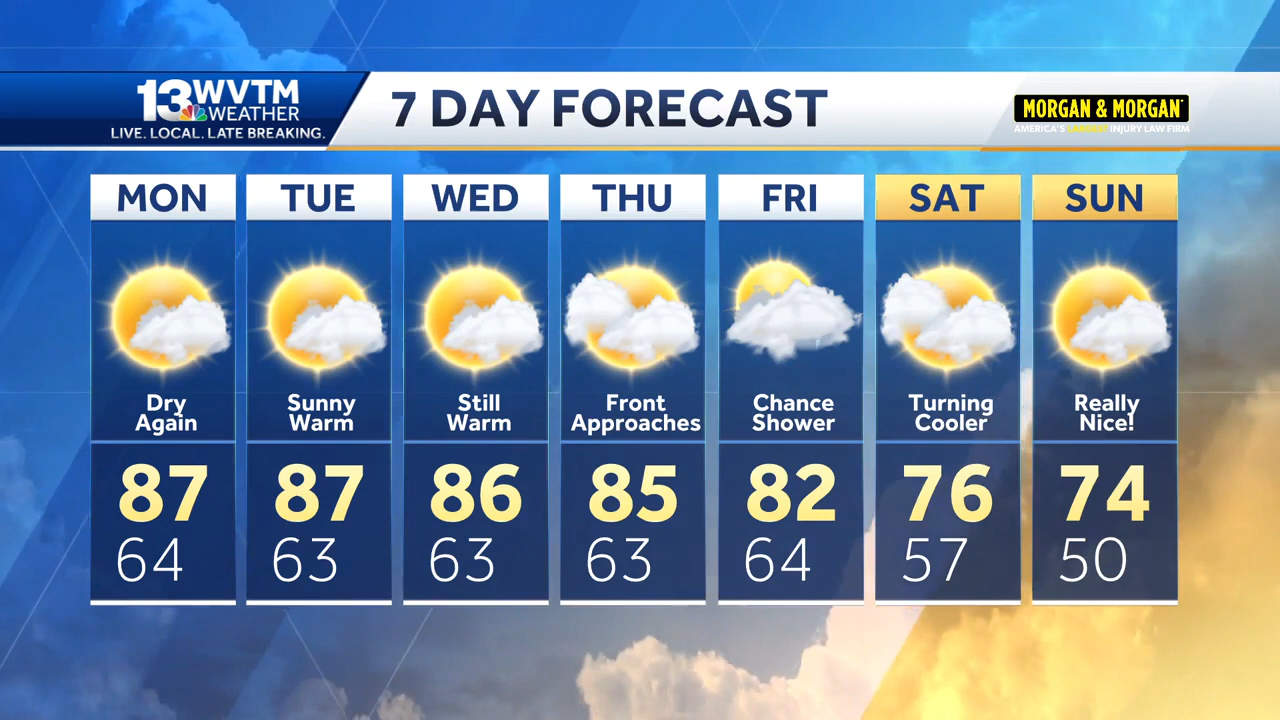 13 WVTM
WEATHER
LIVE. LOCAL. LATE BREAKING.
7 DAY FORECAST
MORGAN & MORGAN
AMERICA'S LARGEST INJURY LAW FIRM
MON
TUE
WED
THU
FRI
SAT
SUN
Dry
Again
Sunny
Warm
Still
Warm
Front
Approaches
Chance
Shower
Turning
Cooler
Really
Nice!
87
87
86
85
82
76
74
64
63
63
63
64
57
50